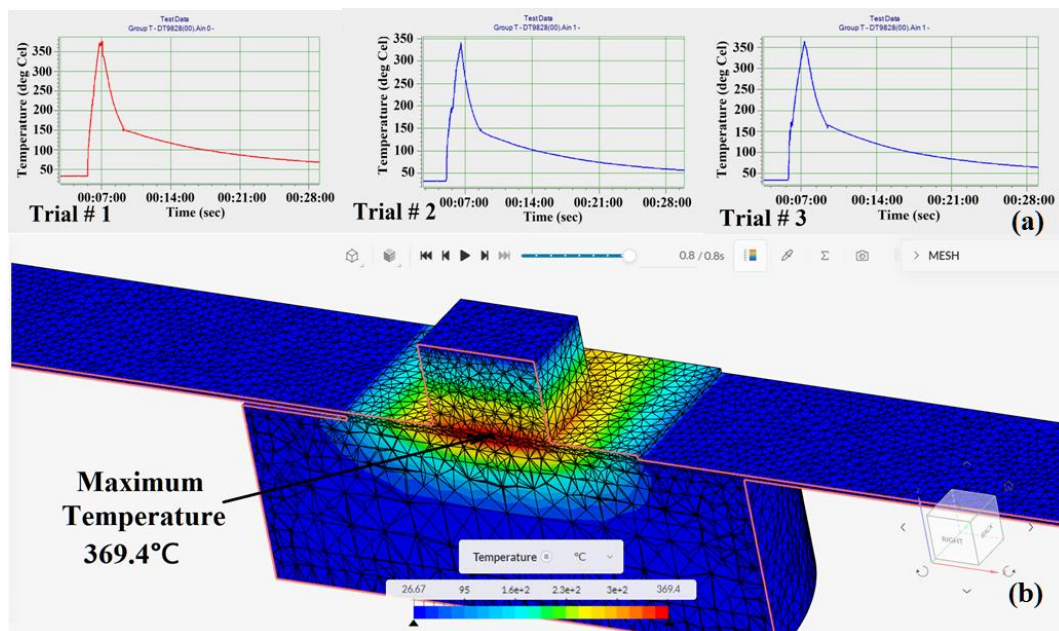 Test Data
Group T - DT9828(00).Ain 0 -
Temperature (deg Cel)
350
300
250
200
150
100
50
00:07:00 00:14:00 00:21:00 00:28:00
Trial # 1
Time (sec)
Test Data
Group T - DT9828(00).Ain 1 -
Temperature (deg Cel)
350
300
250
200
150
100
50
00:07:00 00:14:00 00:21:00 00:28:00
Trial # 2
Time (sec)
Test Data
Group T - DT9828(00).Ain 1 -
Temperature (deg Cel)
350
300
250
200
150
100
50
00:07:00 00:14:00 00:21:00 00:28:00
Trial # 3
Time (sec)
(a)
0.8 / 0.8s
Σ
> MESH
Maximum
Temperature
369.4°C
RIGHT
BACK
Temperature °C
26.67 95 1.6e+2 2.3e+2 3e+2 369.4
(b)